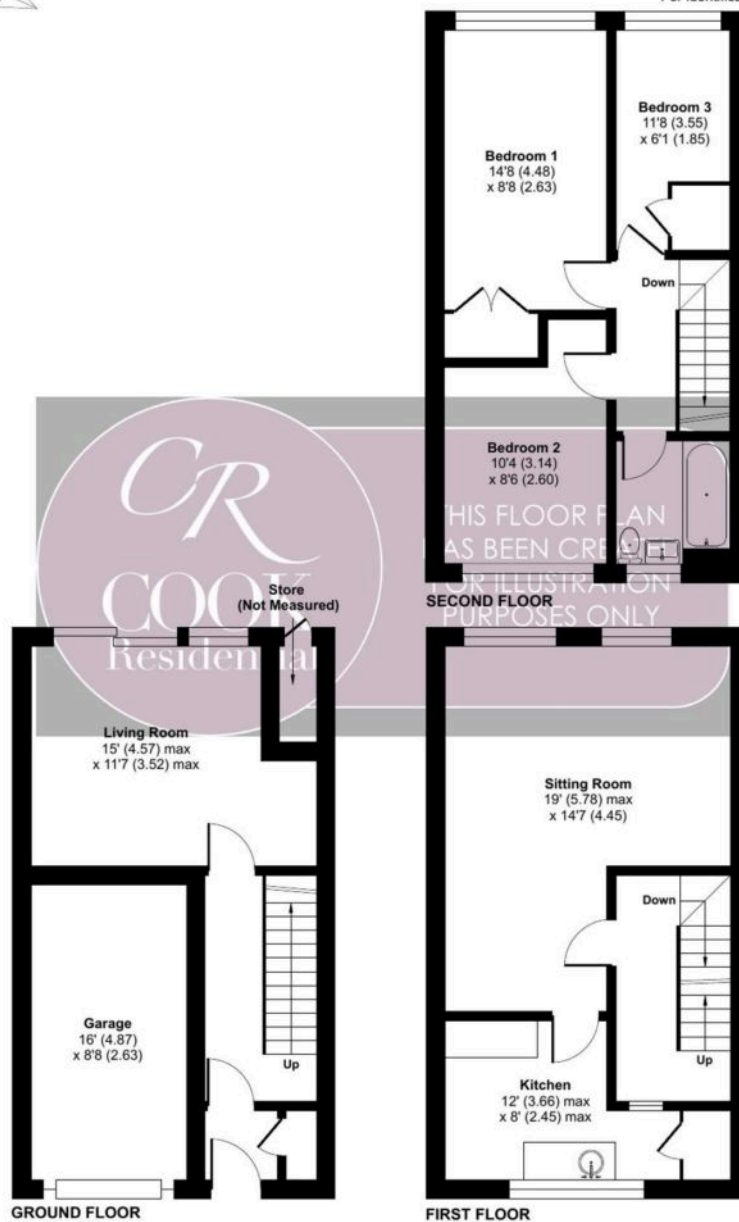 Bedroom 1
14'8 (4.48)
x 8'8 (2.63)
Bedroom 3
11'8 (3.55)
x 6'1 (1.85)
Down
Bedroom 2
10'4 (3.14)
x 8'6 (2.60)
SECOND FLOOR
CR
COOK
Residential
THIS FLOOR PLAN
HAS BEEN CREATED
FOR ILLUSTRATION
PURPOSES ONLY
Store
(Not Measured)
Living Room
15' (4.57) max
x 11'7 (3.52) max
Garage
16' (4.87)
x 8'8 (2.63)
Up
GROUND FLOOR
Sitting Room
19' (5.78) max
x 14'7 (4.45)
Down
Up
Kitchen
12' (3.66) max
x 8' (2.45) max
FIRST FLOOR